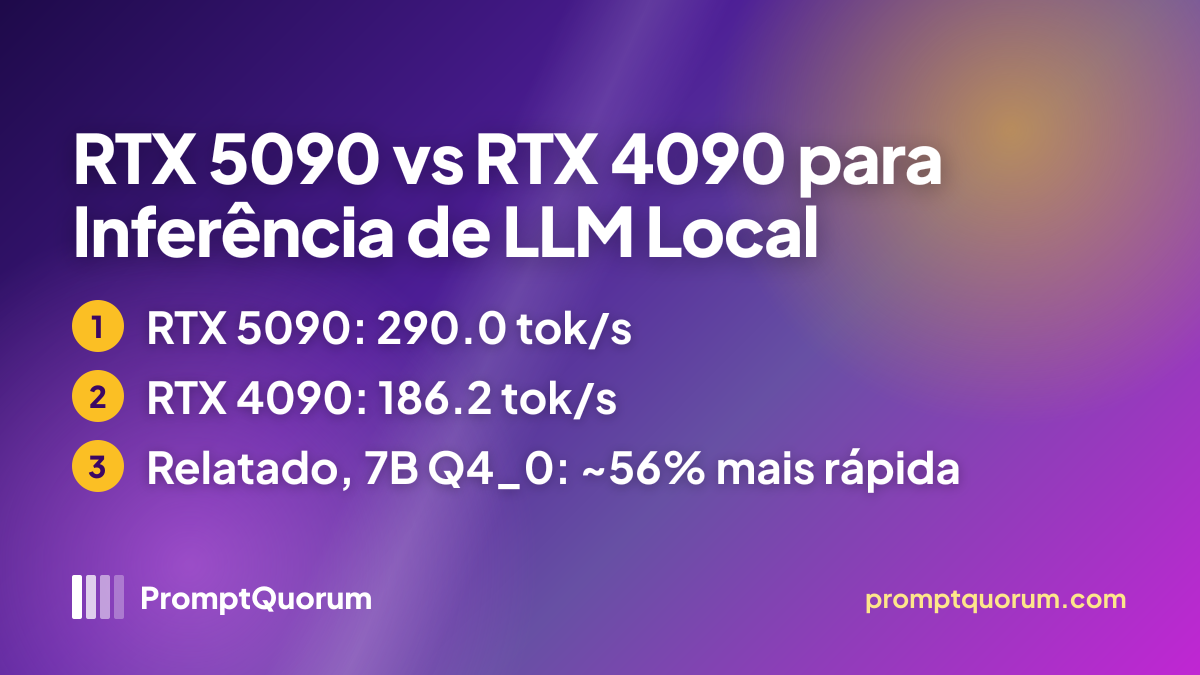 RTX 5090 vs RTX 4090 para
Inferência de LLM Local
1 RTX 5090: 290.0 tok/s
2 RTX 4090: 186.2 tok/s
3 Relatado, 7B Q4_0: ~56% mais rápida
PromptQuorum
promptquorum.com